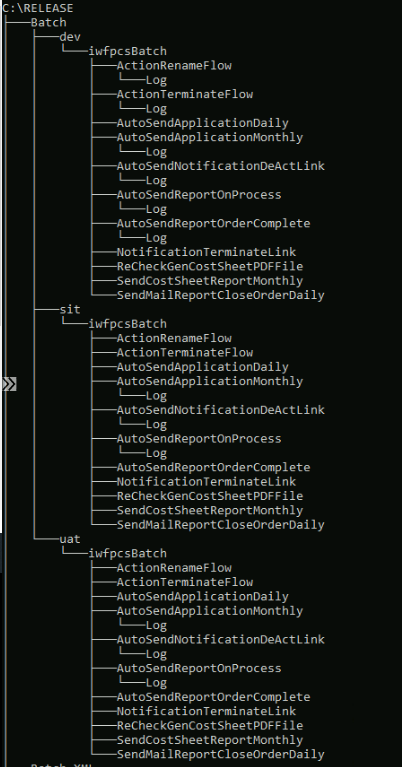 C:\RELEASE
├───Batch
│   ├───dev
│   │   └───iwfpcsBatch
│   │       ├───ActionRenameFlow
│   │       │   └───Log
│   │       ├───ActionTerminateFlow
│   │       │   └───Log
│   │       ├───AutoSendApplicationDaily
│   │       ├───AutoSendApplicationMonthly
│   │       │   └───Log
│   │       ├───AutoSendNotificationDeActLink
│   │       │   └───Log
│   │       ├───AutoSendReportOnProcess
│   │       │   └───Log
│   │       ├───AutoSendReportOrderComplete
│   │       │   └───Log
│   │       ├───NotificationTerminateLink
│   │       ├───ReCheckGenCostSheetPDFFile
│   │       ├───SendCostSheetReportMonthly
│   │       └───SendMailReportCloseOrderDaily
│   ├───sit
│   │   └───iwfpcsBatch
│   │       ├───ActionRenameFlow
│   │       ├───ActionTerminateFlow
│   │       ├───AutoSendApplicationDaily
│   │       ├───AutoSendApplicationMonthly
│   │       │   └───Log
│   │       ├───AutoSendNotificationDeActLink
│   │       │   └───Log
│   │       ├───AutoSendReportOnProcess
│   │       │   └───Log
│   │       ├───AutoSendReportOrderComplete
│   │       ├───NotificationTerminateLink
│   │       ├───ReCheckGenCostSheetPDFFile
│   │       ├───SendCostSheetReportMonthly
│   │       └───SendMailReportCloseOrderDaily
│   └───uat
│       └───iwfpcsBatch
│           ├───ActionRenameFlow
│           ├───ActionTerminateFlow
│           ├───AutoSendApplicationDaily
│           ├───AutoSendApplicationMonthly
│           │   └───Log
│           ├───AutoSendNotificationDeActLink
│           │   └───Log
│           ├───AutoSendReportOnProcess
│           │   └───Log
│           ├───AutoSendReportOrderComplete
│           ├───NotificationTerminateLink
│           ├───ReCheckGenCostSheetPDFFile
│           ├───SendCostSheetReportMonthly
│           └───SendMailReportCloseOrderDaily